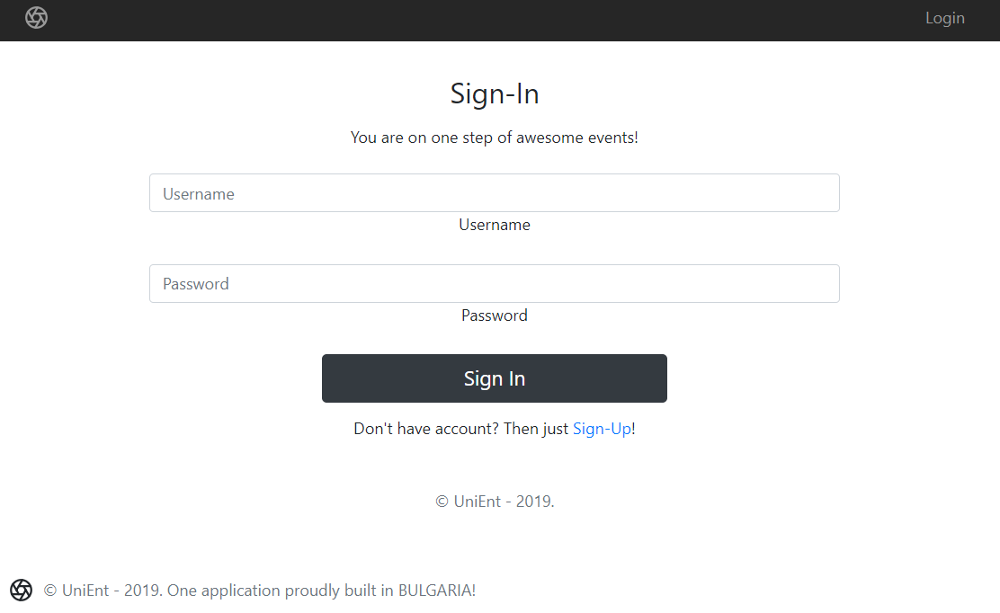 Login
Sign-In
You are on one step of awesome events!
Username
Username
Password
Password
Sign In
Don't have account? Then just Sign-Up!
© UniEnt - 2019.
© UniEnt - 2019. One application proudly built in BULGARIA!